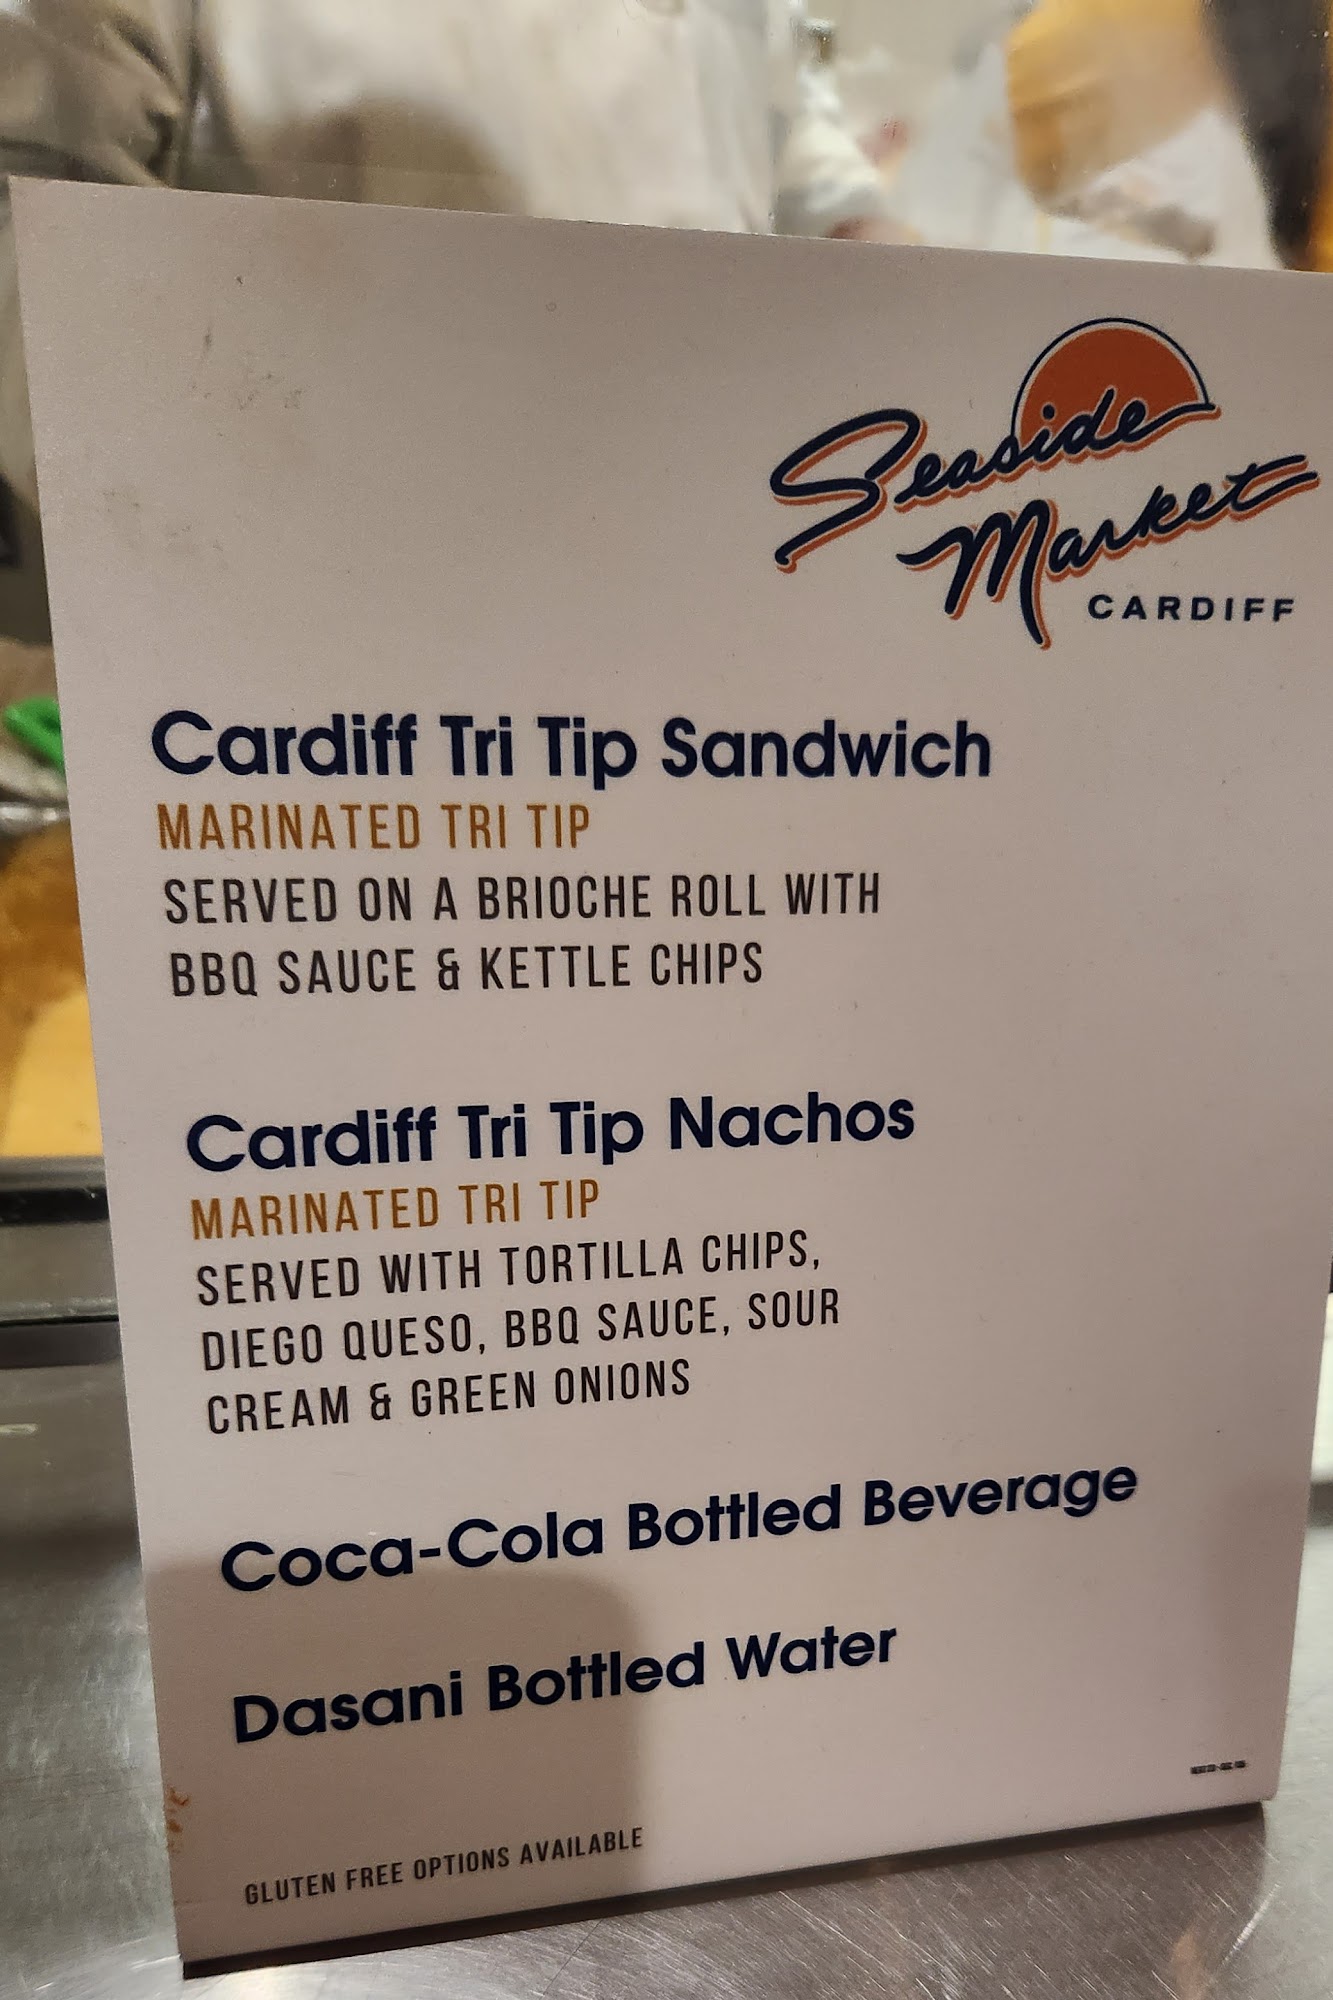 Seaside
Market
CARDIFF
Cardiff Tri Tip Sandwich
MARINATED TRI TIP
SERVED ON A BRIOCHE ROLL WITH
BBQ SAUCE & KETTLE CHIPS
Cardiff Tri Tip Nachos
MARINATED TRI TIP
SERVED WITH TORTILLA CHIPS,
DIEGO QUESO, BBQ SAUCE, SOUR
CREAM & GREEN ONIONS
Coca-Cola Bottled Beverage
Dasani Bottled Water
GLUTEN FREE OPTIONS AVAILABLE